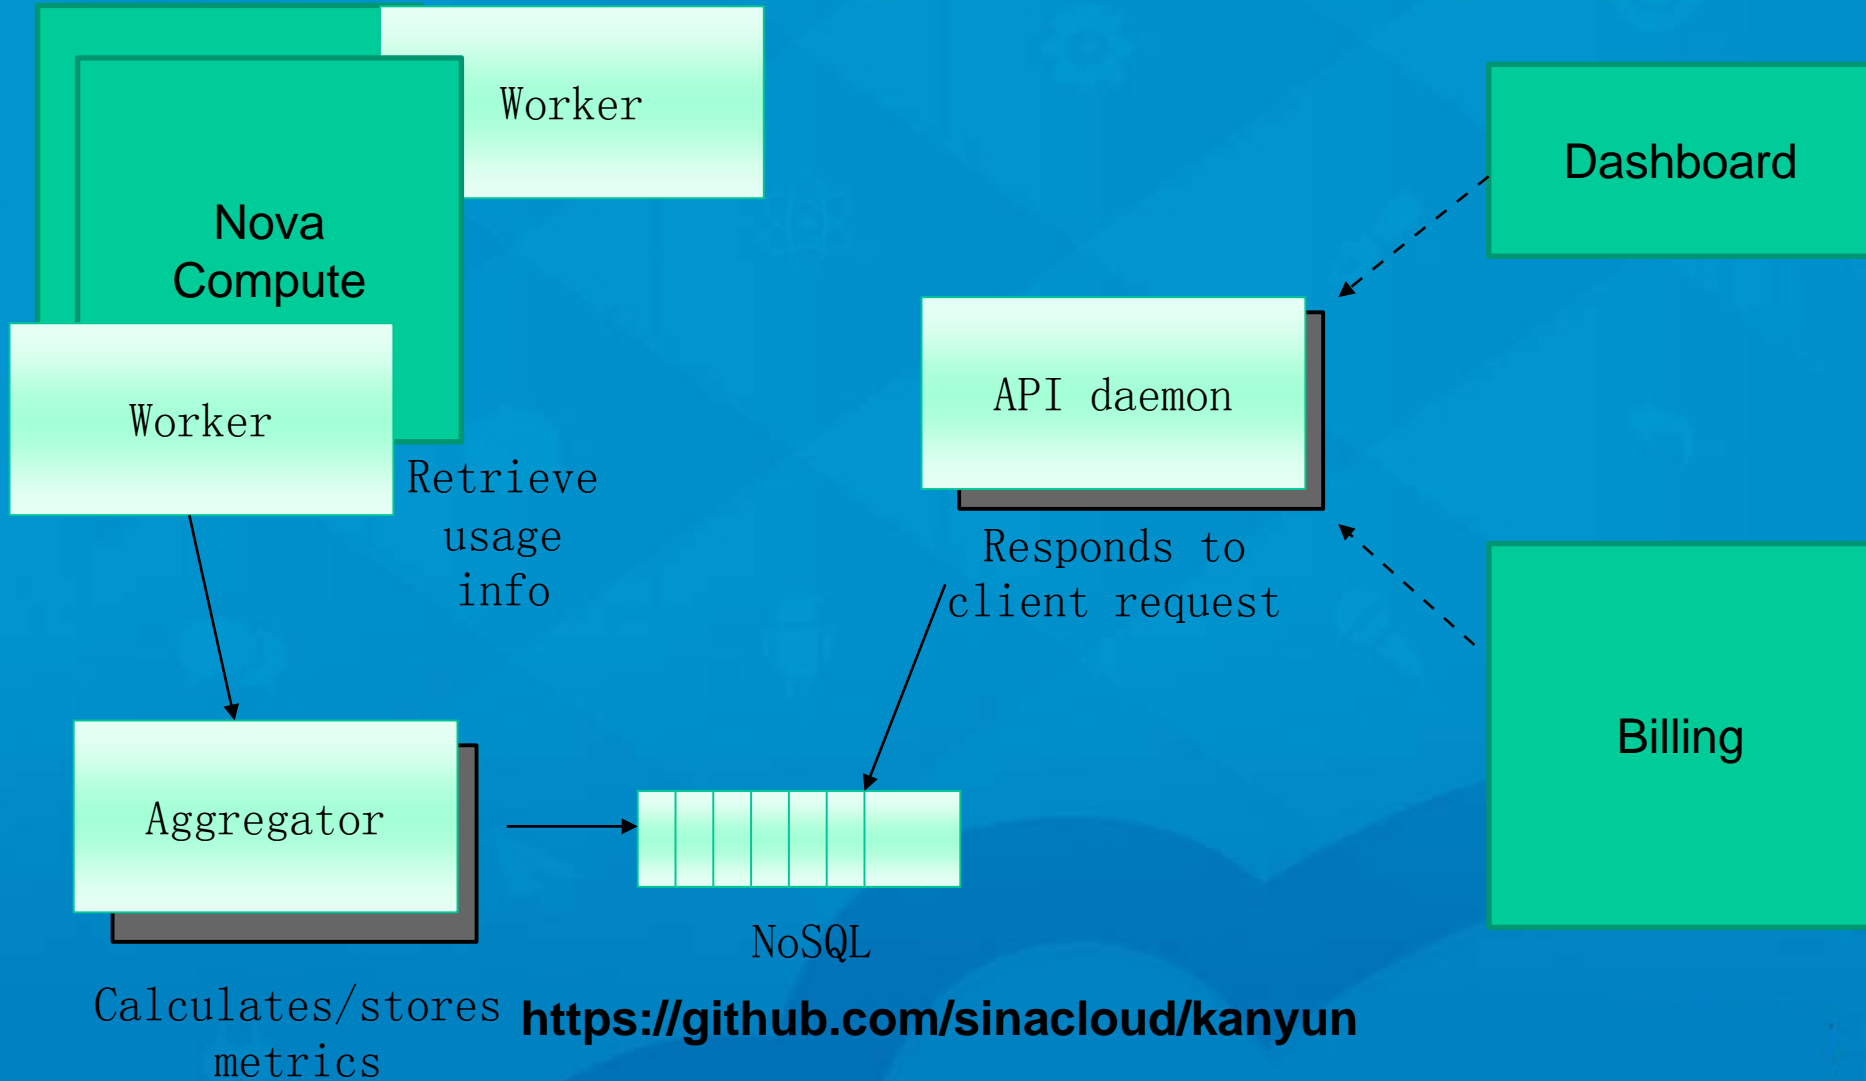 Worker
Nova
Compute
Worker
Retrieve
usage
info
Dashboard
API daemon
Responds to
client request
Billing
Aggregator
Calculates/stores
metrics
NoSQL
https://github.com/sinacloud/kanyun